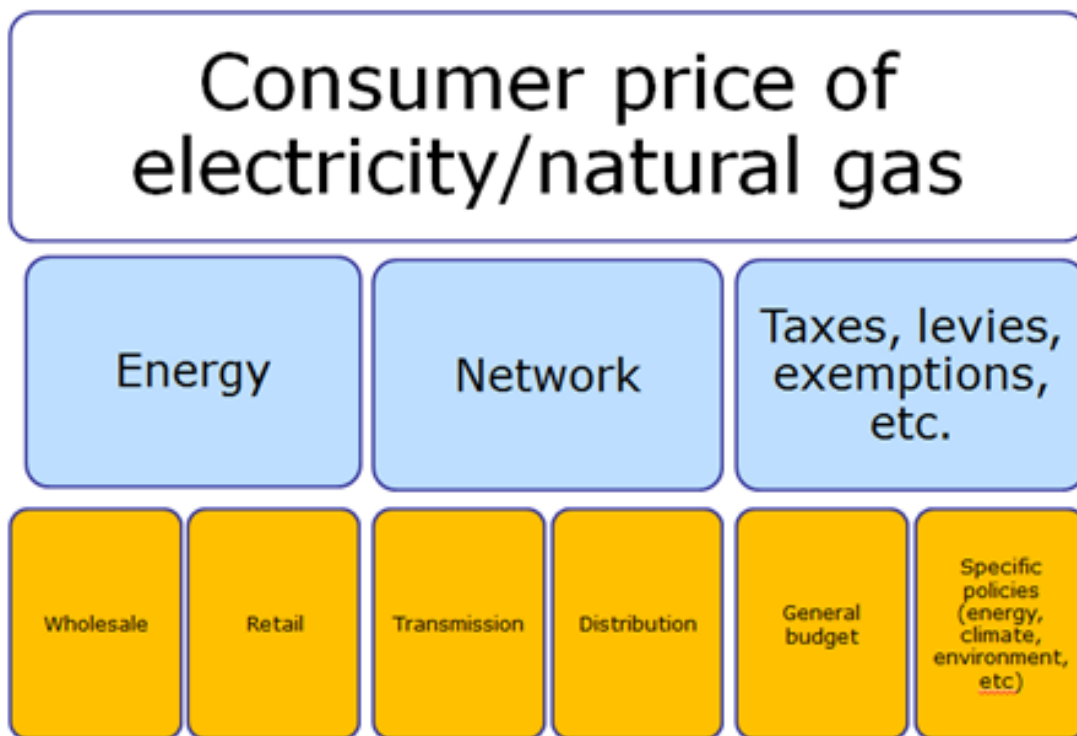 Consumer price of
electricity/natural gas
Energy
Network
Taxes, levies,
exemptions,
etc.
Wholesale
Retail
Transmission
Distribution
General
budget
Specific
policies
(energy,
climate,
environment,
etc)